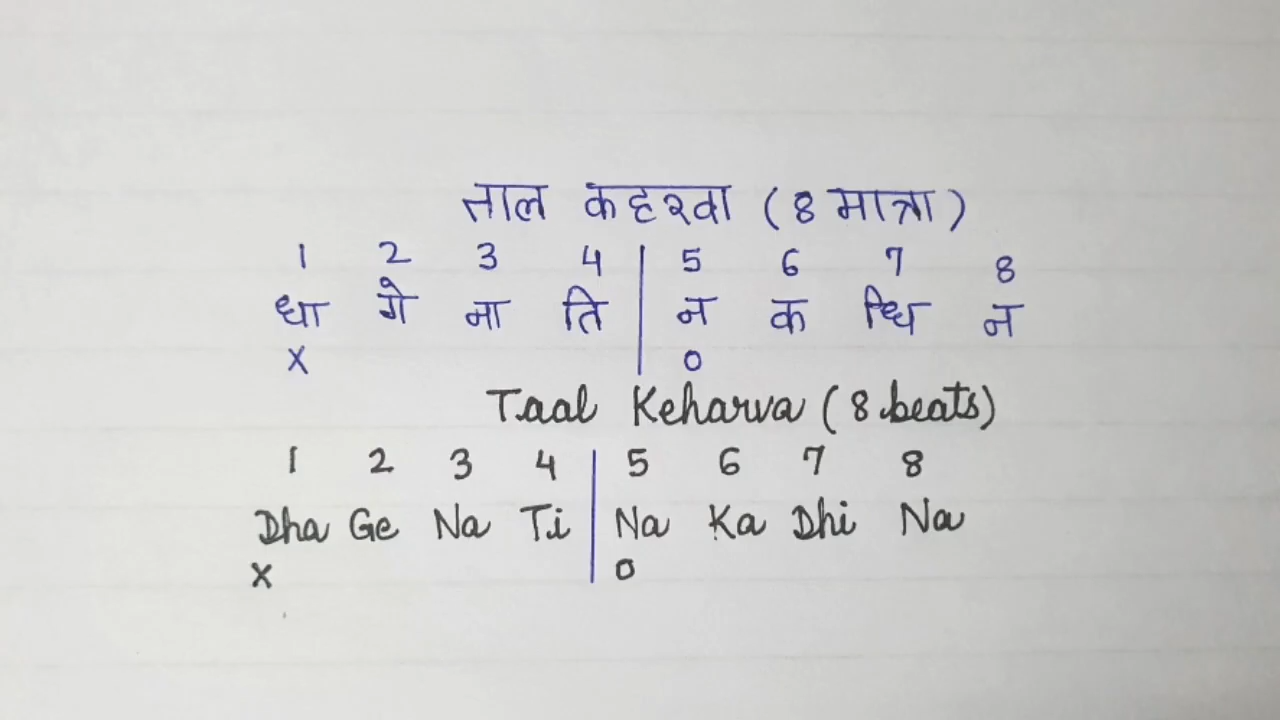 ताल कहरवा (8 मात्रा)
1 2 3 4 | 5 6 7 8
धा गे ना ति | न क धि न
X 0
Taal Keharva (8 beats)
1 2 3 4 | 5 6 7 8
Dha Ge Na Ti | Na Ka Dhi Na
X 0